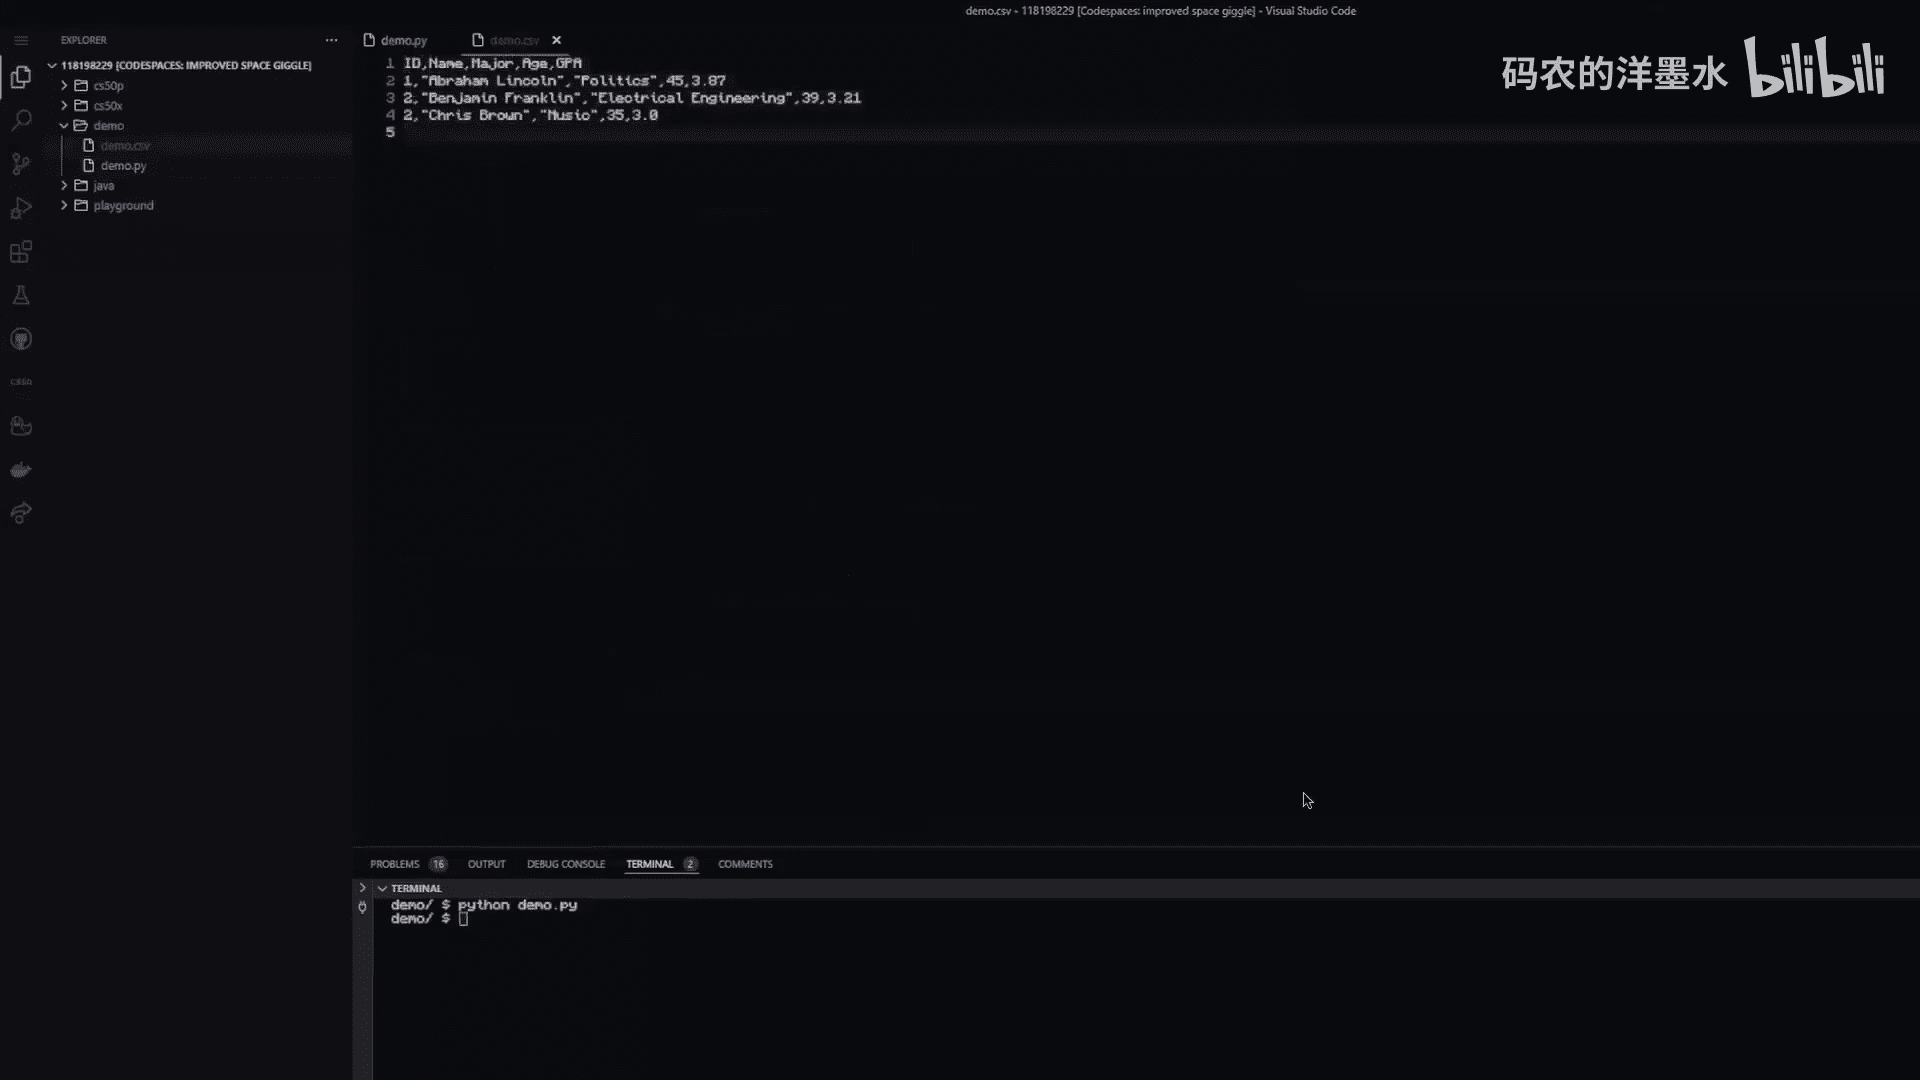 demo.csv - 118198229 [Codespaces: improved space giggle] - Visual Studio Code
EXPLORER
118198229 [CODESPACES: IMPROVED SPACE GIGGLE]
cs50p
cs50x
demo
demo.csv
demo.py
java
playground
demo.py
demo.csv
1 ID,Name,Major,Age,GPA
2 1,"Abraham Lincoln","Politics",45,3.87
3 2,"Benjamin Franklin","Electrical Engineering",39,3.21
4 2,"Chris Brown","Music",35,3.0
5
码农的洋墨水 bilibili
PROBLEMS 16 OUTPUT DEBUG CONSOLE TERMINAL 2 COMMENTS
TERMINAL
demo/ $ python demo.py
demo/ $